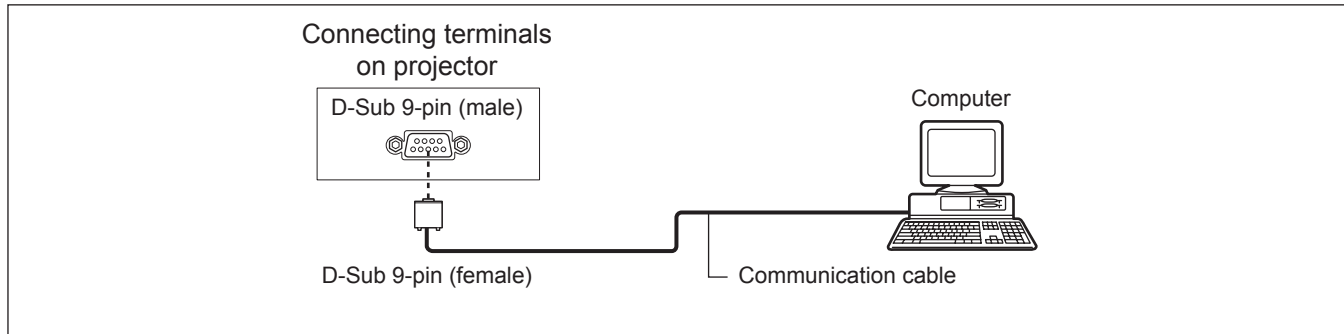 Connecting terminals
on projector
D-Sub 9-pin (male)
Computer
D-Sub 9-pin (female)
Communication cable